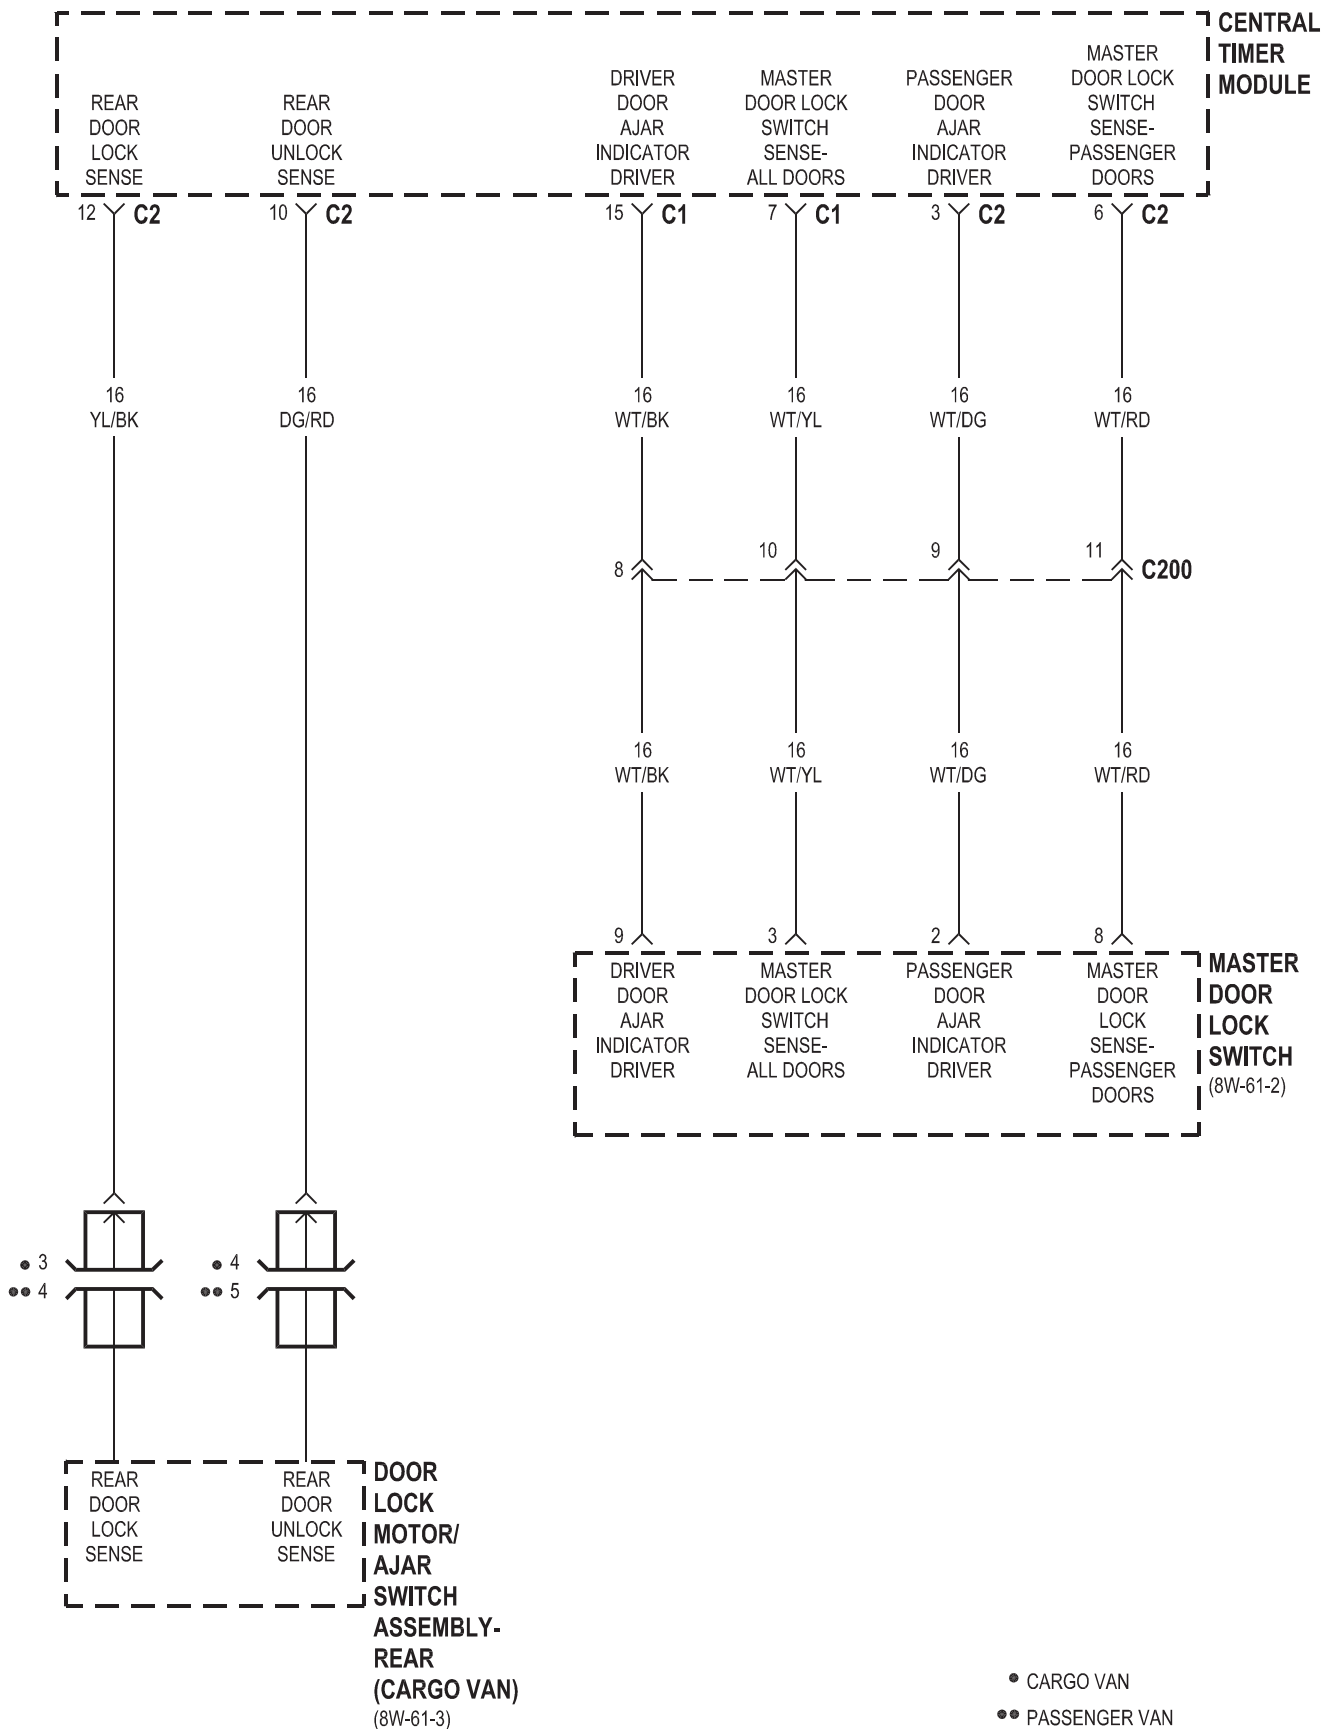 CENTRAL
TIMER
MODULE
REAR
DOOR
LOCK
SENSE
REAR
DOOR
UNLOCK
SENSE
DRIVER
DOOR
AJAR
INDICATOR
DRIVER
MASTER
DOOR LOCK
SWITCH
SENSE-
ALL DOORS
PASSENGER
DOOR
AJAR
INDICATOR
DRIVER
MASTER
DOOR LOCK
SWITCH
SENSE-
PASSENGER
DOORS
12 C2
10 C2
15 C1
7 C1
3 C2
6 C2
16
YL/BK
16
DG/RD
16
WT/BK
16
WT/YL
16
WT/DG
16
WT/RD
8
10
9
11
C200
16
WT/BK
16
WT/YL
16
WT/DG
16
WT/RD
9
3
2
8
DRIVER
DOOR
AJAR
INDICATOR
DRIVER
MASTER
DOOR LOCK
SWITCH
SENSE-
ALL DOORS
PASSENGER
DOOR
AJAR
INDICATOR
DRIVER
MASTER
DOOR
LOCK
SENSE-
PASSENGER
DOORS
MASTER
DOOR
LOCK
SWITCH
(8W-61-2)
• 3
•• 4
• 4
•• 5
REAR
DOOR
LOCK
SENSE
REAR
DOOR
UNLOCK
SENSE
DOOR
LOCK
MOTOR/
AJAR
SWITCH
ASSEMBLY-
REAR
(CARGO VAN)
(8W-61-3)
• CARGO VAN
•• PASSENGER VAN